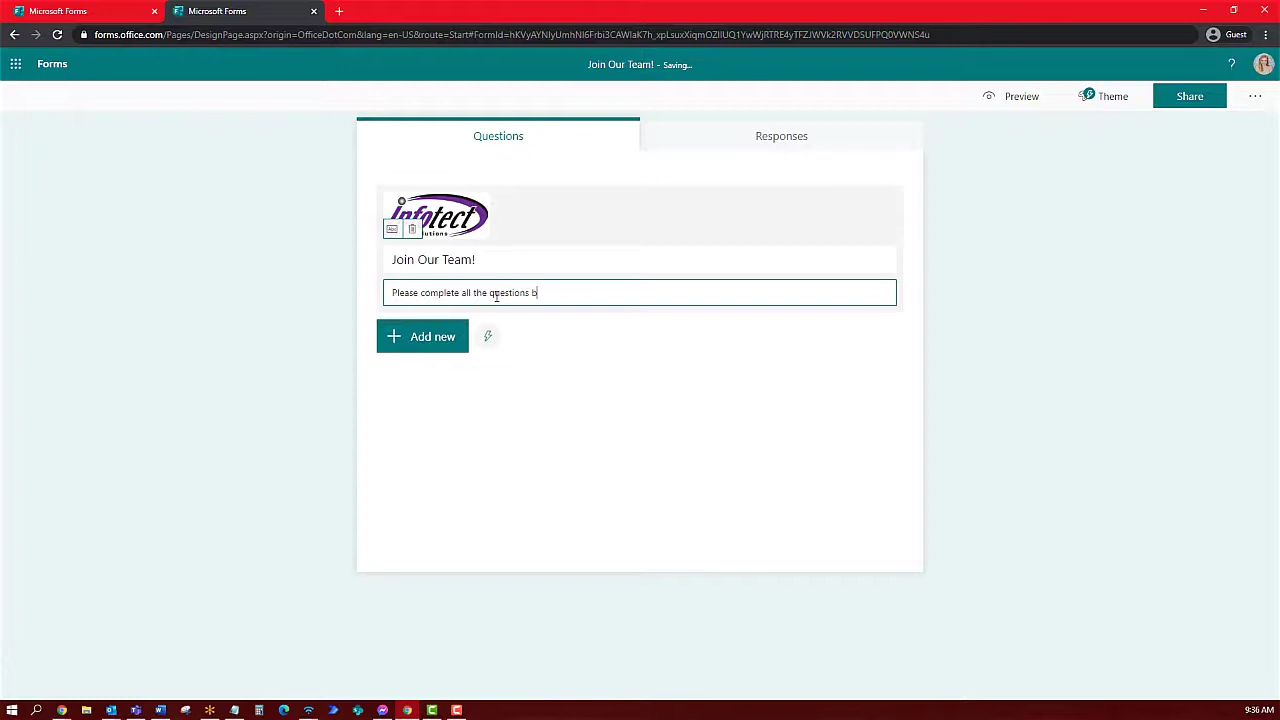 Microsoft Forms
Microsoft Forms
forms.office.com/Pages/DesignPage.aspx?origin=OfficeDotCom&lang=en-US&route=Start#FormId=
Guest
Forms
Join Our Team! - Saving...
?
Preview
Theme
Share
Questions
Responses
Infotect
Join Our Team!
Please complete all the questions b
Add new
9:36 AM